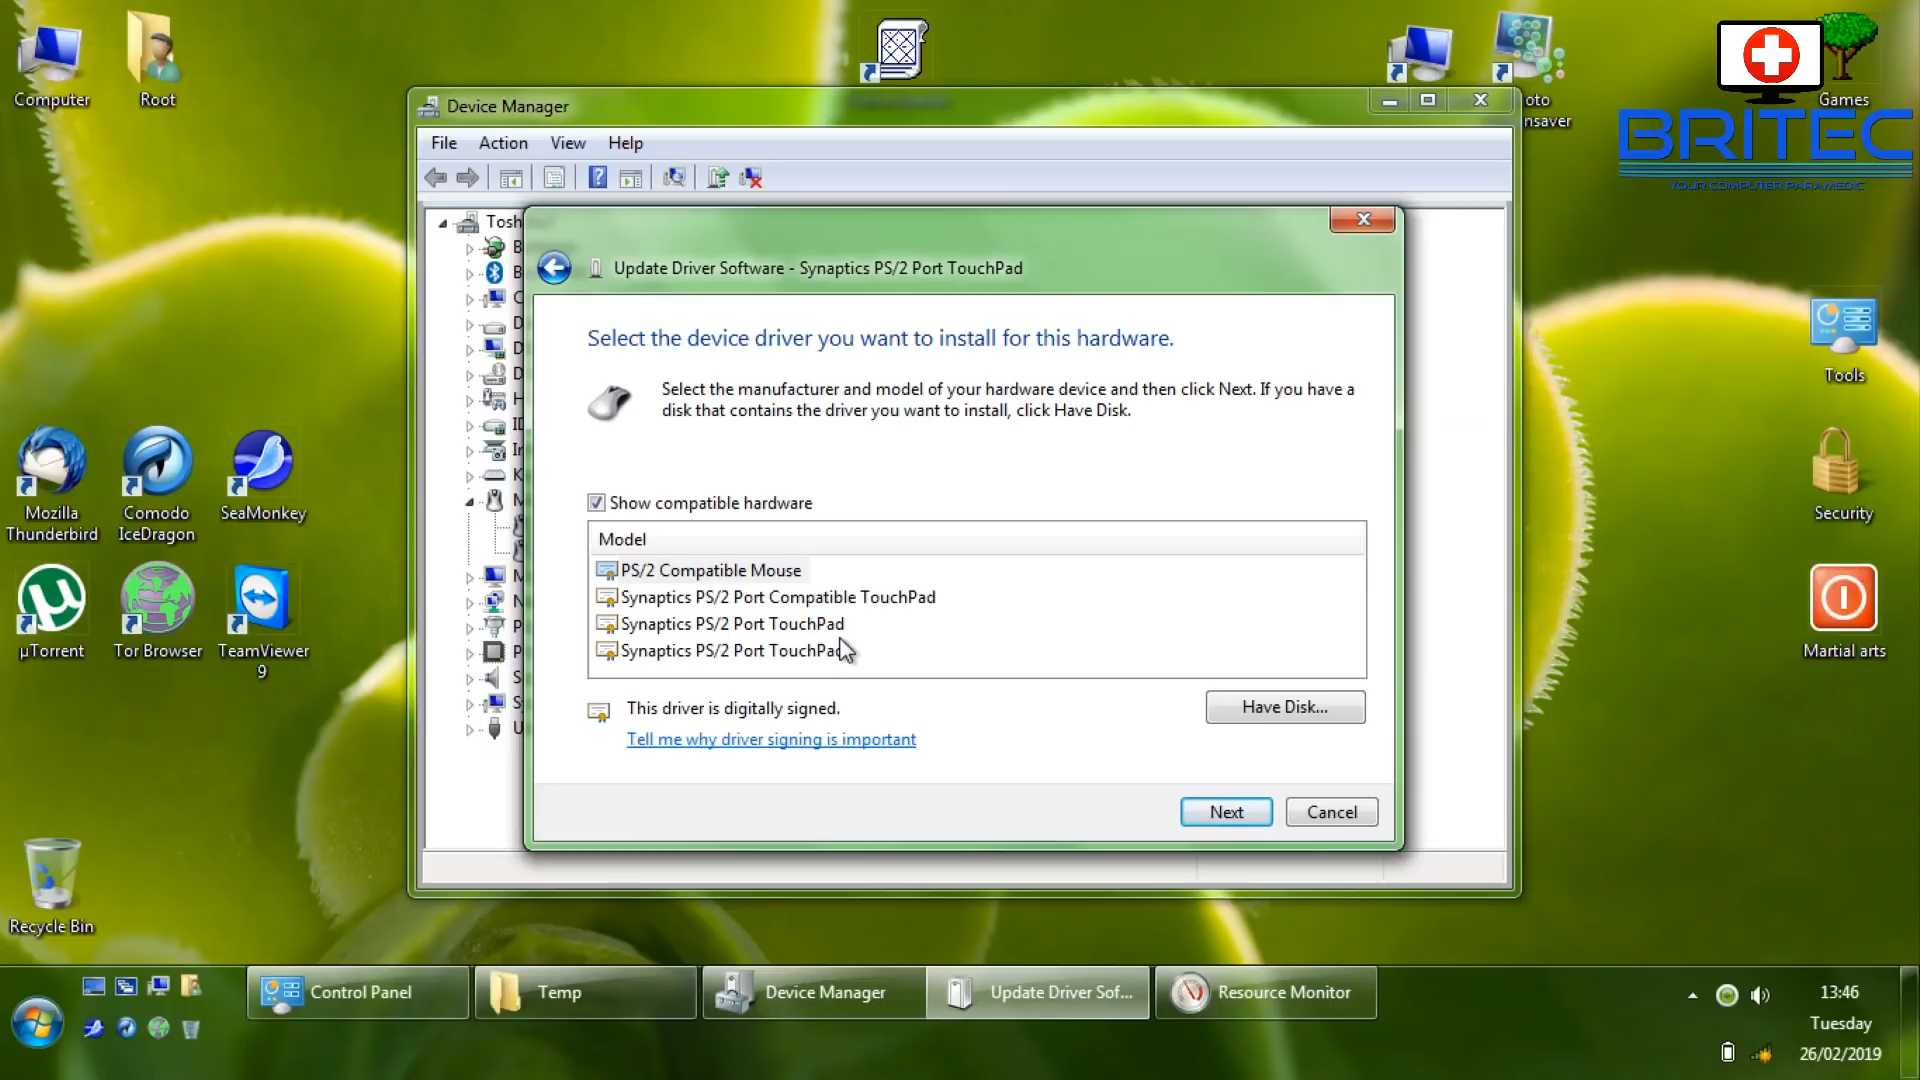 Computer
Root
oto
nsaver
Games
BRITEC
YOUR COMPUTER PARAMEDIC
Device Manager
File Action View Help
Tosh
B
B
C
D
D
D
H
ID
In
K
M
M
N
P
P
S
S
U
Update Driver Software - Synaptics PS/2 Port TouchPad
Select the device driver you want to install for this hardware.
Select the manufacturer and model of your hardware device and then click Next. If you have a
disk that contains the driver you want to install, click Have Disk.
Show compatible hardware
Model
PS/2 Compatible Mouse
Synaptics PS/2 Port Compatible TouchPad
Synaptics PS/2 Port TouchPad
Synaptics PS/2 Port TouchPad
This driver is digitally signed.
Have Disk...
Tell me why driver signing is important
Next
Cancel
Mozilla
Thunderbird
Comodo
IceDragon
SeaMonkey
µTorrent
Tor Browser
TeamViewer
9
Recycle Bin
Tools
Security
Martial arts
Control Panel
Temp
Device Manager
Update Driver Sof...
Resource Monitor
13:46
Tuesday
26/02/2019